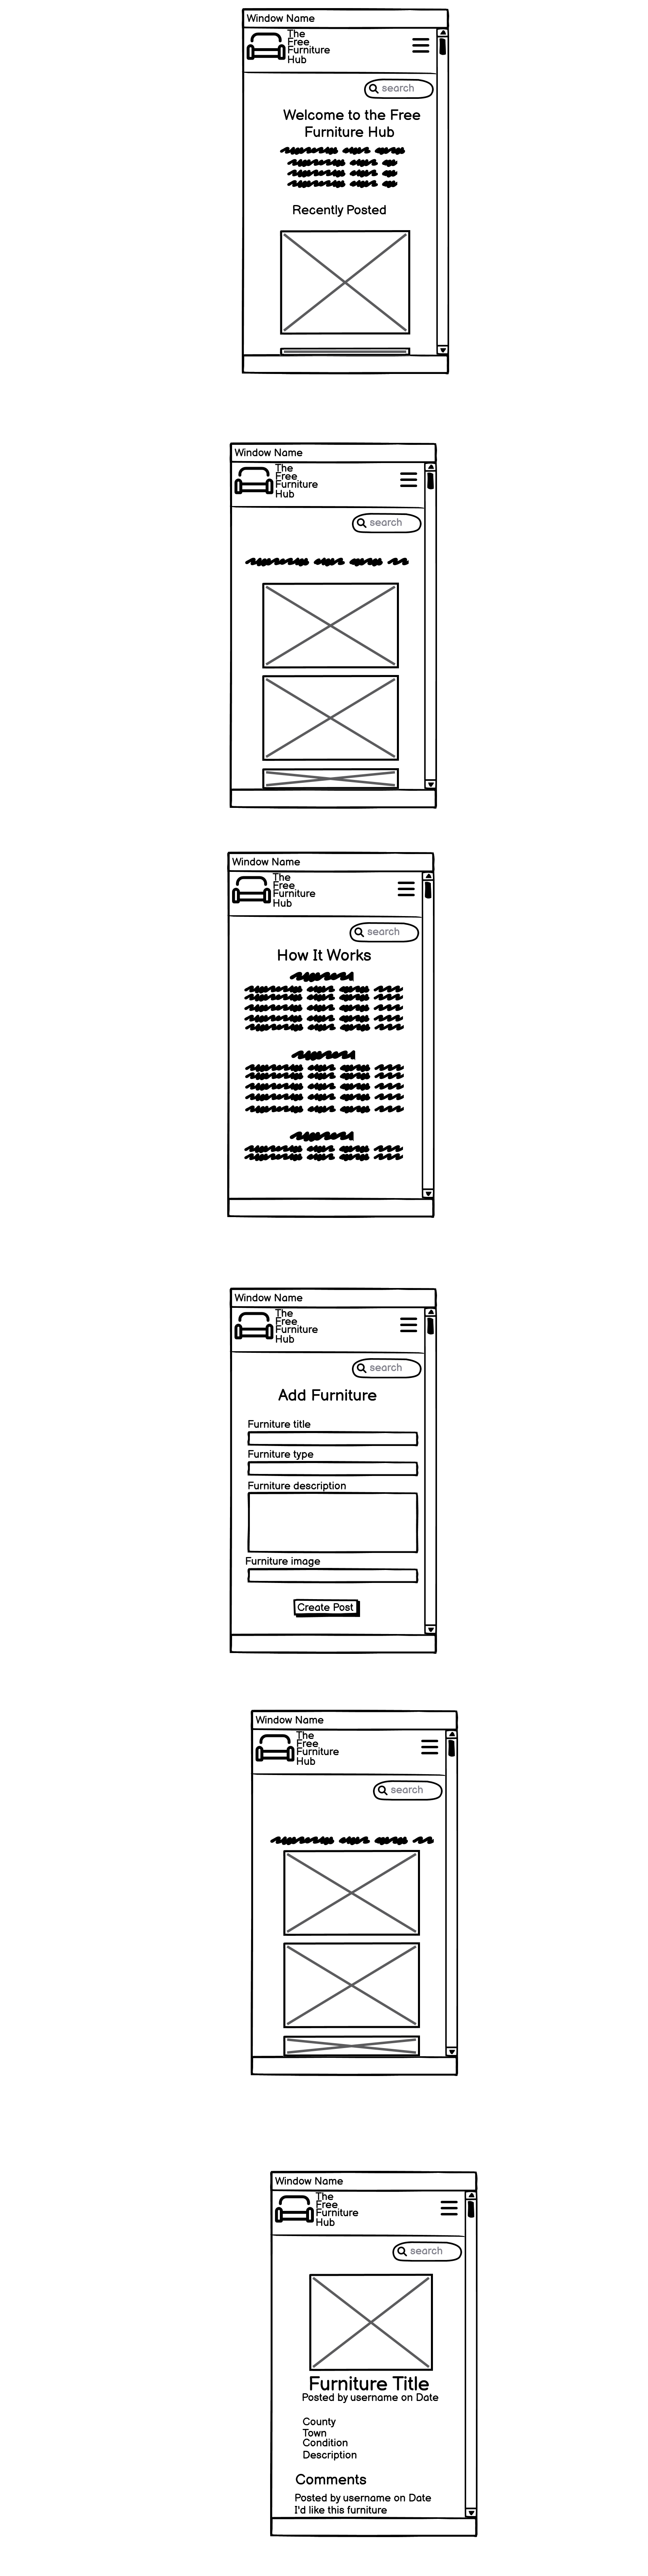 Window Name
The
Free
Furniture
Hub
search
Welcome to the Free
Furniture Hub
Recently Posted
Window Name
The
Free
Furniture
Hub
search
Window Name
The
Free
Furniture
Hub
search
How It Works
Window Name
The
Free
Furniture
Hub
search
Add Furniture
Furniture title
Furniture type
Furniture description
Furniture image
Create Post
Window Name
The
Free
Furniture
Hub
search
Window Name
The
Free
Furniture
Hub
search
Furniture Title
Posted by username on Date
County
Town
Condition
Description
Comments
Posted by username on Date
I'd like this furniture